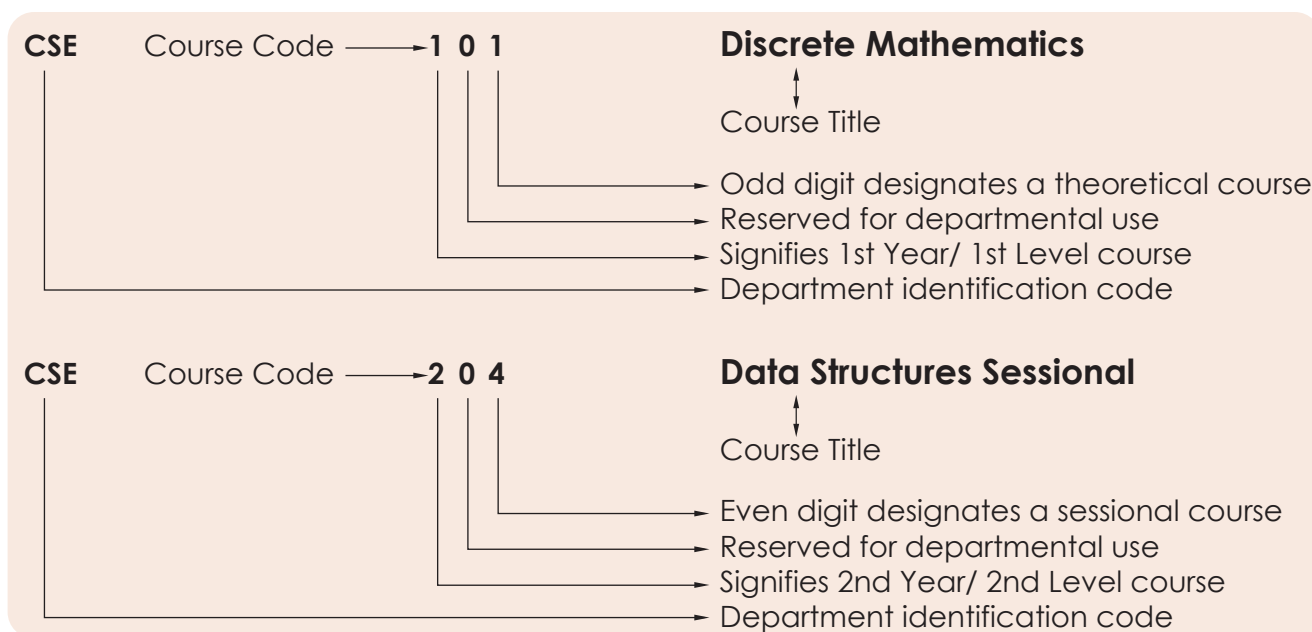 CSE Course Code 1 0 1 Discrete Mathematics
Course Title
Odd digit designates a theoretical course
Reserved for departmental use
Signifies 1st Year/ 1st Level course
Department identification code
CSE Course Code 2 0 4 Data Structures Sessional
Course Title
Even digit designates a sessional course
Reserved for departmental use
Signifies 2nd Year/ 2nd Level course
Department identification code